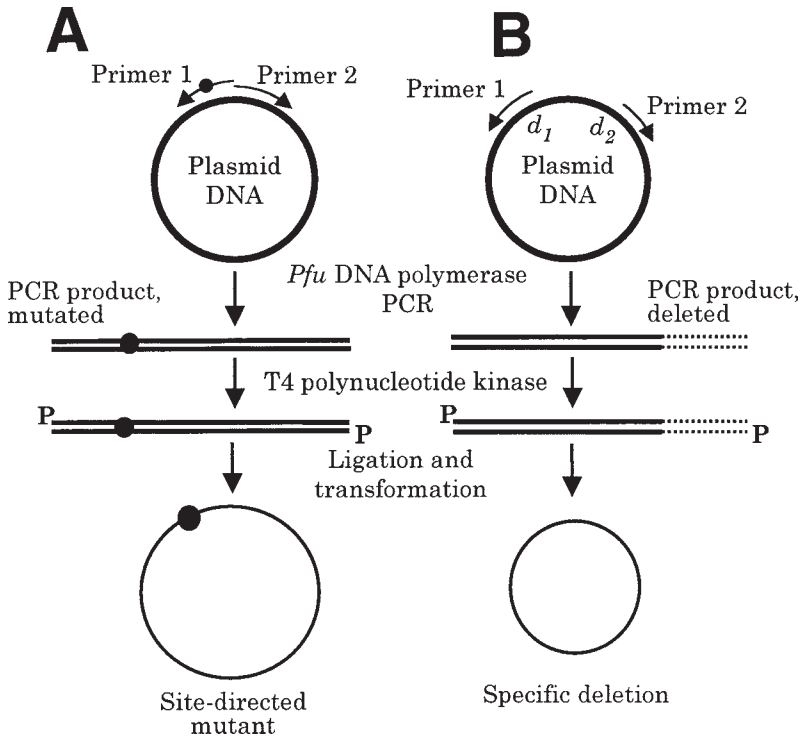 A
B
Primer 1
Primer 2
Primer 1
Primer 2
d1
d2
Plasmid
DNA
Plasmid
DNA
Pfu DNA polymerase
PCR
PCR product,
mutated
PCR product,
deleted
T4 polynucleotide kinase
P
P
P
P
Ligation and
transformation
Site-directed
mutant
Specific deletion